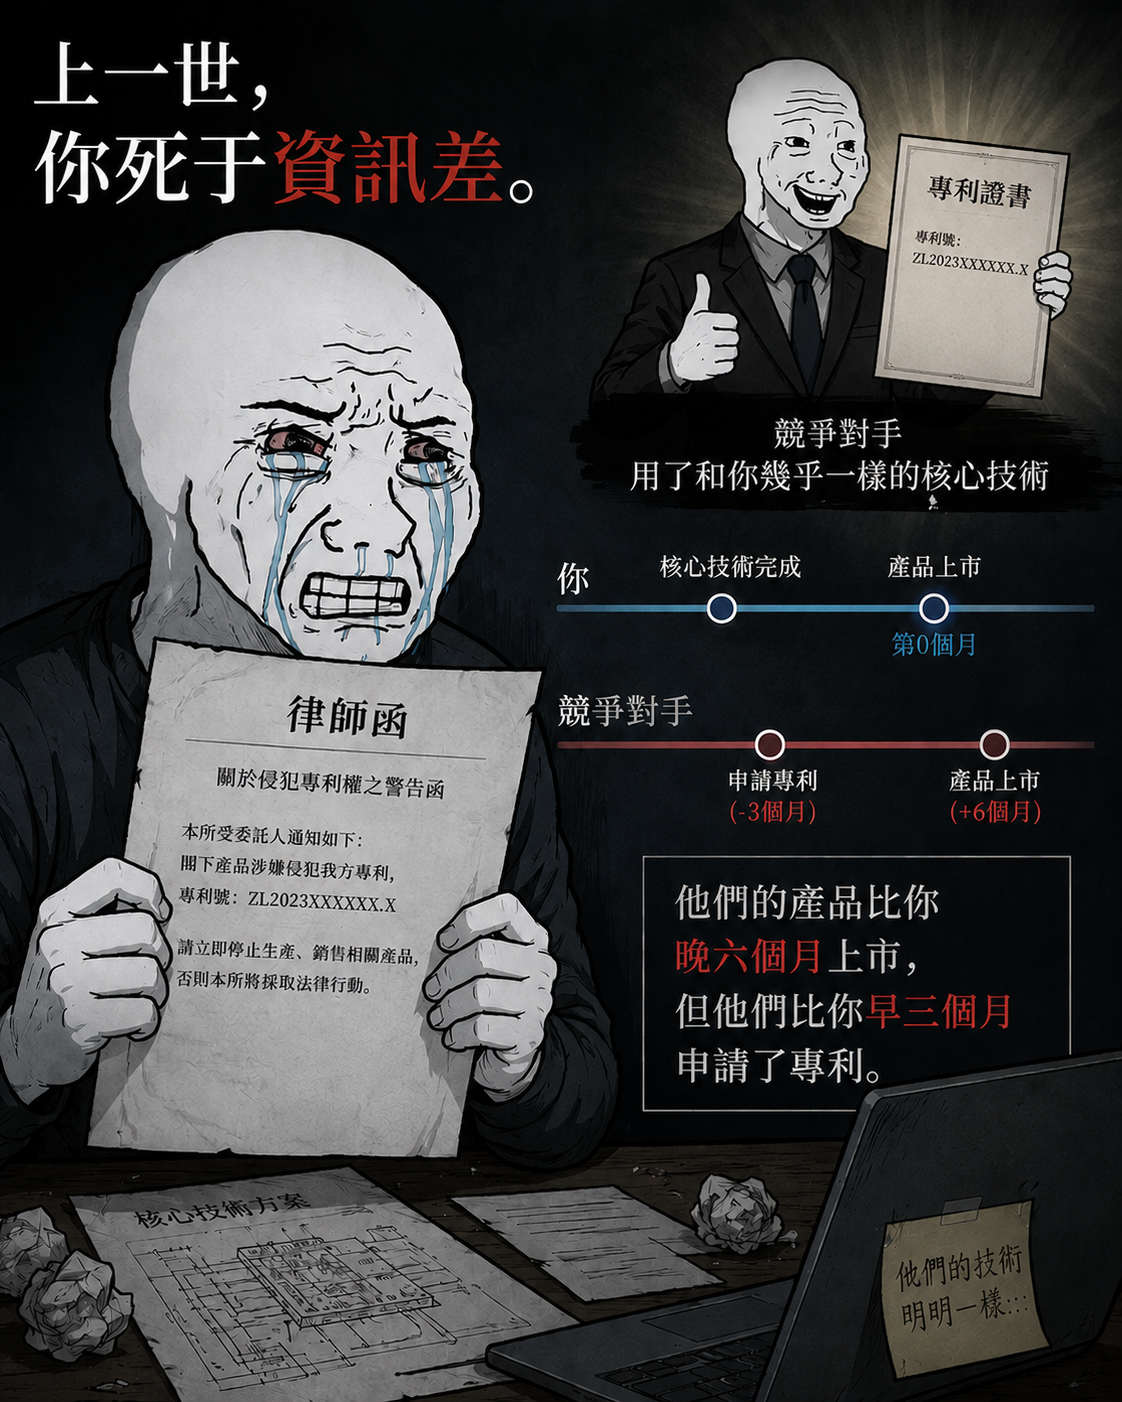 上一世，
你死于資訊差。
專利證書
專利號：
ZL2023XXXXXX.X
競爭對手
用了和你幾乎一樣的核心技術
你
核心技術完成
產品上市
第0個月
競爭對手
申請專利
(-3個月)
產品上市
(+6個月)
律師函
關於侵犯專利權之警告函
本所受委託人通知如下：
閣下產品涉嫌侵犯我方專利，
專利號：ZL2023XXXXXX.X
請立即停止生產、銷售相關產品，
否則本所將採取法律行動。
他們的產品比你
晚六個月上市，
但他們比你早三個月
申請了專利。
核心技術方案
他們的技術
明明一樣:::